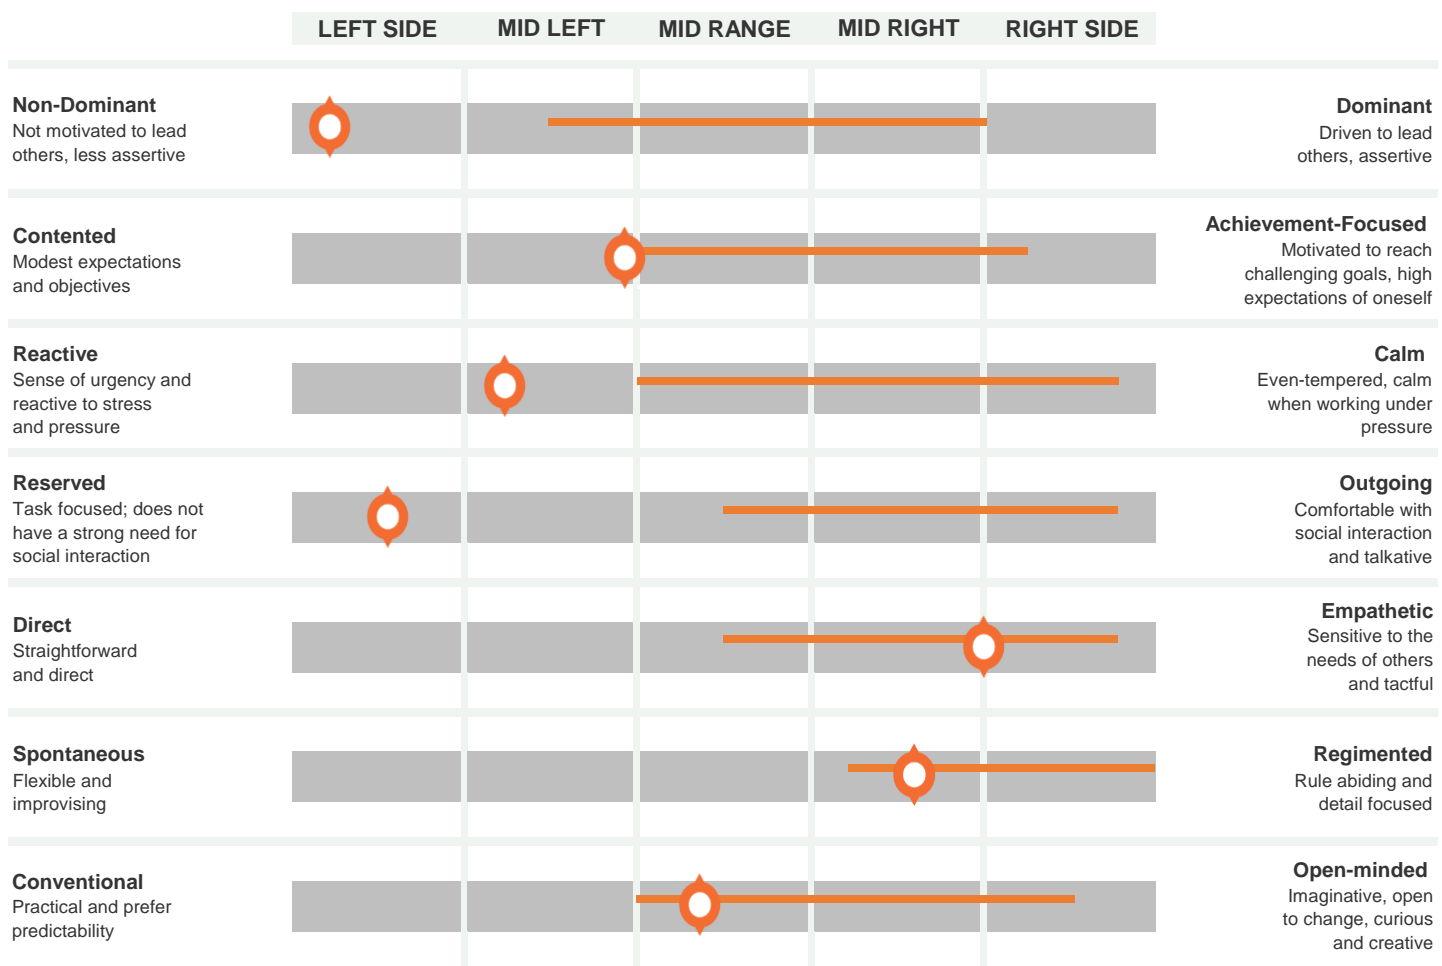 LEFT SIDE MID LEFT MID RANGE MID RIGHT RIGHT SIDE
Non-Dominant
Not motivated to lead
others, less assertive
Dominant
Driven to lead
others, assertive
Contented
Modest expectations
and objectives
Achievement-Focused
Motivated to reach
challenging goals, high
expectations of oneself
Reactive
Sense of urgency and
reactive to stress
and pressure
Calm
Even-tempered, calm
when working under
pressure
Reserved
Task focused; does not
have a strong need for
social interaction
Outgoing
Comfortable with
social interaction
and talkative
Direct
Straightforward
and direct
Empathetic
Sensitive to the
needs of others
and tactful
Spontaneous
Flexible and
improvising
Regimented
Rule abiding and
detail focused
Conventional
Practical and prefer
predictability
Open-minded
Imaginative, open
to change, curious
and creative